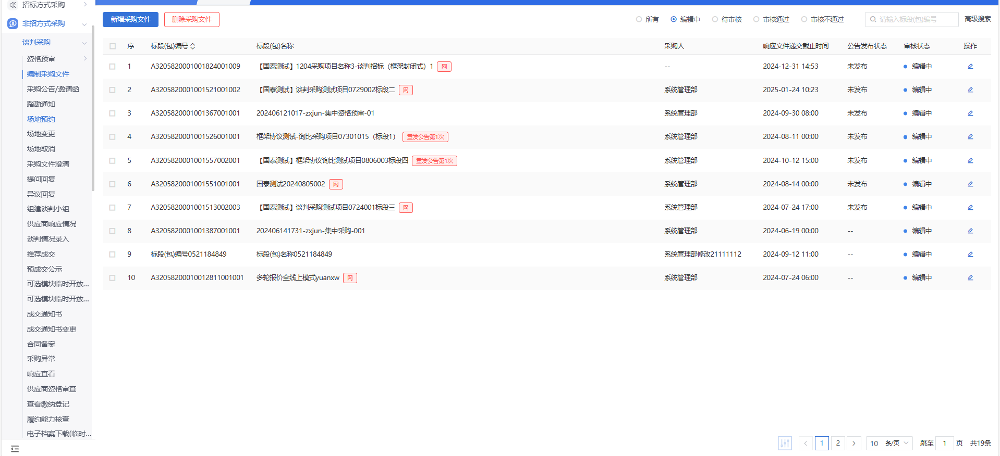 招标方式采购
非招方式采购
谈判采购
资格预审
编制采购文件
采购公告/邀请函
踏勘通知
场地预约
场地变更
场地取消
采购文件澄清
提问回复
异议回复
组建谈判小组
供应商响应情况
谈判情况录入
推荐成交
预成交公示
可选模块临时开放...
可选模块临时开放...
成交通知书
成交通知书变更
合同备案
采购异常
响应查看
供应商资格审查
查看缴纳登记
履约能力核查
电子档案下载(临时...
新增采购文件 删除采购文件 所有 编辑中 待审核 审核通过 审核不通过 请输入标段(包)编号 高级搜索
序 标段(包)编号 标段(包)名称 采购人 响应文件递交截止时间 公告发布状态 审核状态 操作
1 A3205820001001824001009 【国泰测试】1204采购项目名称3-谈判招标（框架封闭式）1 网 -- 2024-12-31 14:53 未发布 编辑中
2 A3205820001001521001002 【国泰测试】谈判采购测试项目0729002标段二 网 系统管理部 2025-01-24 10:23 未发布 编辑中
3 A3205820001001367001001 202406121017-zxjun-集中资格预审-01 系统管理部 2024-09-30 08:00 未发布 编辑中
4 A3205820001001526001001 框架协议测试-询比采购项目07301015（标段1） 重发公告第1次 系统管理部 2024-08-11 00:00 未发布 编辑中
5 A3205820001001557002001 【国泰测试】框架协议询比测试项目0806003标段四 重发公告第1次 系统管理部 2024-10-12 15:00 未发布 编辑中
6 A3205820001001551001001 国泰测试20240805002 网 系统管理部 2024-08-14 00:00 未发布 编辑中
7 A3205820001001513002003 【国泰测试】谈判采购测试项目0724001标段三 网 系统管理部 2024-07-24 17:00 未发布 编辑中
8 A3205820001001387001001 202406141731-zxjun-集中采购-001 系统管理部 2024-06-19 00:00 -- 编辑中
9 标段(包)编号0521184849 标段(包)名称0521184849 系统管理部修改21111112 2024-09-12 11:00 -- 编辑中
10 A32058200010012811001001 多轮报价全线上模式yuanxw 网 系统管理部 2024-07-24 06:00 -- 编辑中
1 2 10 条/页 跳至 1 页 共19条